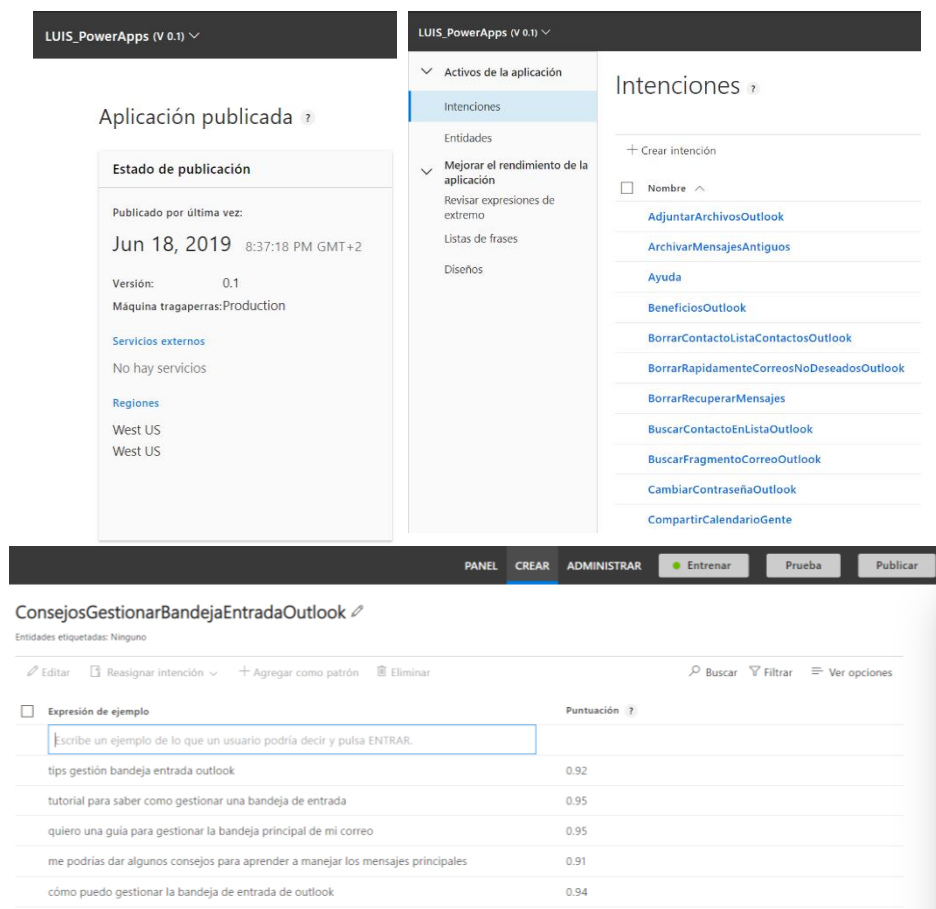 LUIS_PowerApps (V 0.1)
Aplicación publicada ?
Estado de publicación
Publicado por última vez:
Jun 18, 2019 8:37:18 PM GMT+2
Versión: 0.1
Máquina tragaperras: Production
Servicios externos
No hay servicios
Regiones
West US
West US
LUIS_PowerApps (V 0.1)
Activos de la aplicación
Intenciones
Entidades
Mejorar el rendimiento de la
aplicación
Revisar expresiones de
extremo
Listas de frases
Diseños
Intenciones ?
+ Crear intención
Nombre
AdjuntarArchivosOutlook
ArchivarMensajesAntiguos
Ayuda
BeneficiosOutlook
BorrarContactoListaContactosOutlook
BorrarRapidamenteCorreosNoDeseadosOutlook
BorrarRecuperarMensajes
BuscarContactoEnListaOutlook
BuscarFragmentoCorreoOutlook
CambiarContraseñaOutlook
CompartirCalendarioGente
PANEL CREAR ADMINISTRAR Entrenar Prueba Publicar
ConsejosGestionarBandejaEntradaOutlook
Entidades etiquetadas: Ninguno
Editar Reasignar intención + Agregar como patrón Eliminar Buscar Filtrar Ver opciones
Expresión de ejemplo Puntuación ?
Escribe un ejemplo de lo que un usuario podría decir y pulsa ENTRAR.
tips gestión bandeja entrada outlook 0.92
tutorial para saber como gestionar una bandeja de entrada 0.95
quiero una guía para gestionar la bandeja principal de mi correo 0.95
me podrías dar algunos consejos para aprender a manejar los mensajes principales 0.91
cómo puedo gestionar la bandeja de entrada de outlook 0.94